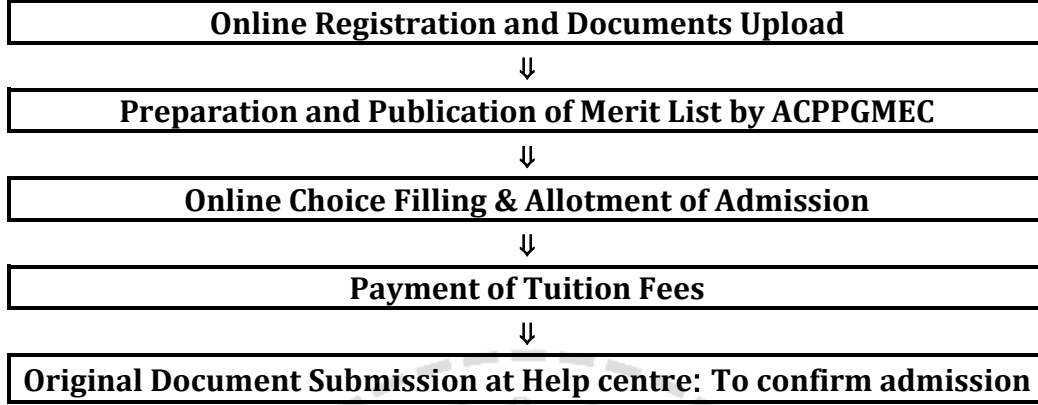 Online Registration and Documents Upload
⇓
Preparation and Publication of Merit List by ACPPGMEC
⇓
Online Choice Filling & Allotment of Admission
⇓
Payment of Tuition Fees
⇓
Original Document Submission at Help centre: To confirm admission